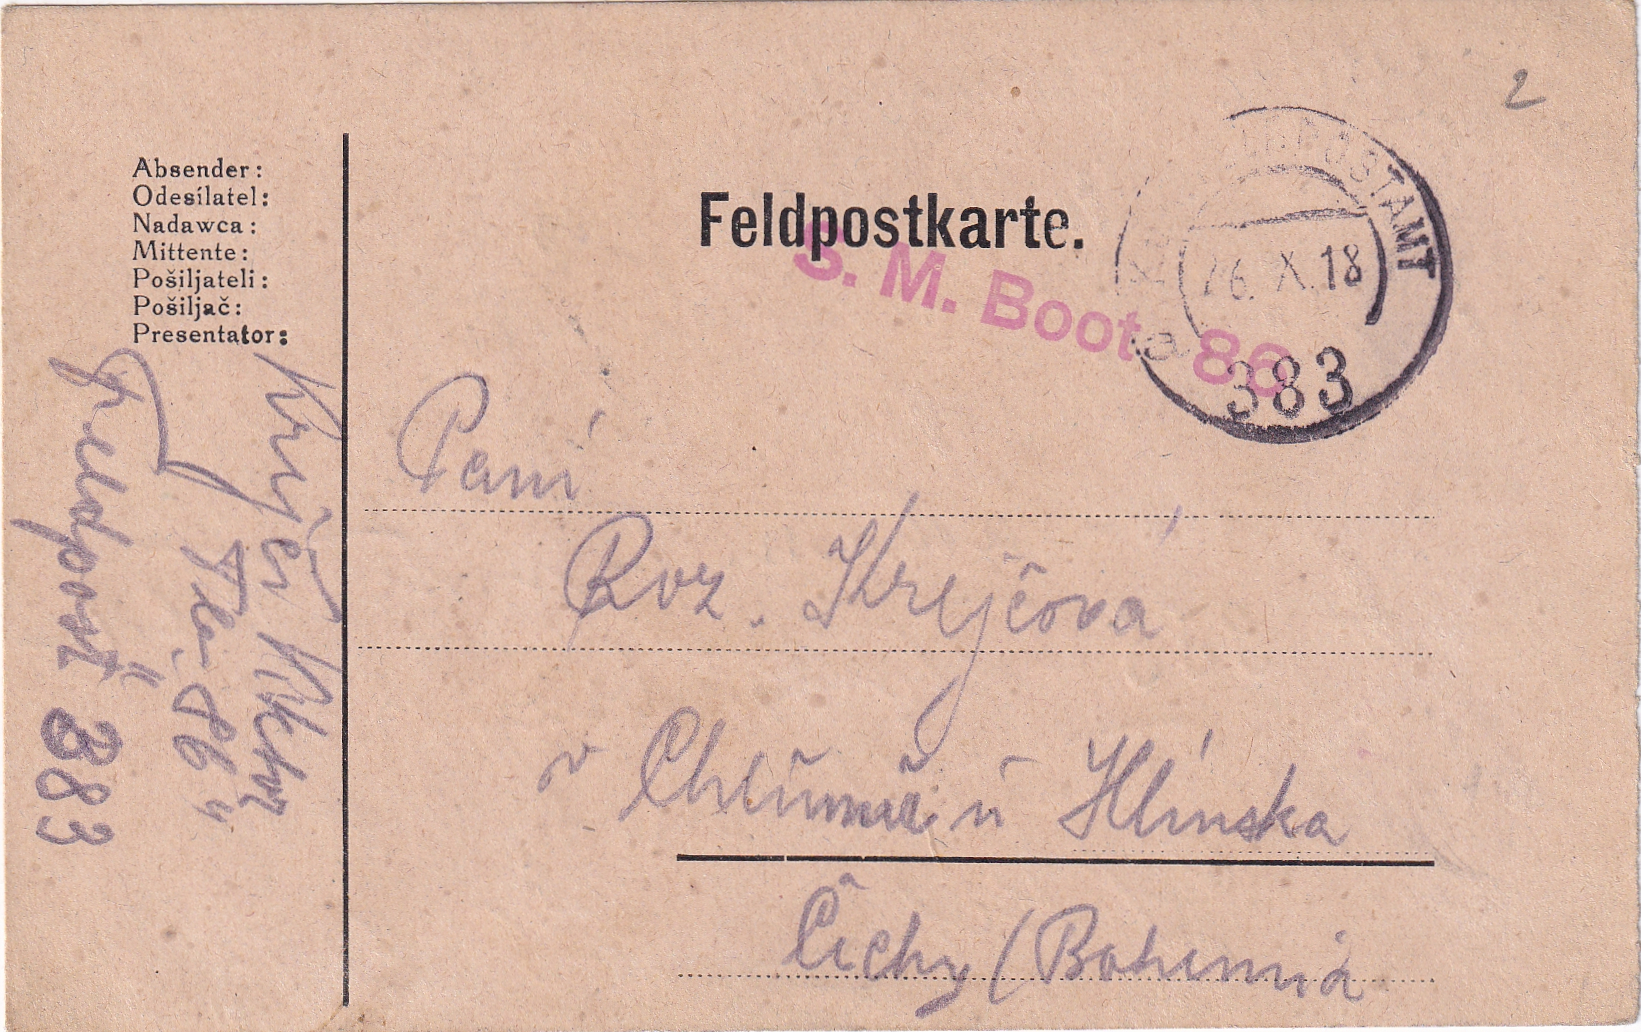 2
Absender:
Odesílatel:
Nadawca:
Mittente:
Pošiljateli:
Pošiljač:
Presentator:
Feldpostkarte.
S. M. Boot 86
FELDPOSTAMT
26. X. 18
a
383
Paní
Roz. Krejčová
v Chlumu u Hlinska
Čechy (Bohemia
Krejčí
86
Feldpost 383